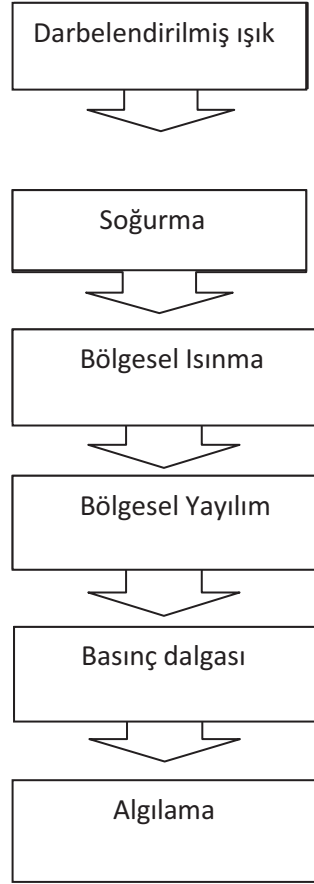 Darbelendirilmiş ışık
Soğurma
Bölgesel Isınma
Bölgesel Yayılım
Basınç dalgası
Algılama